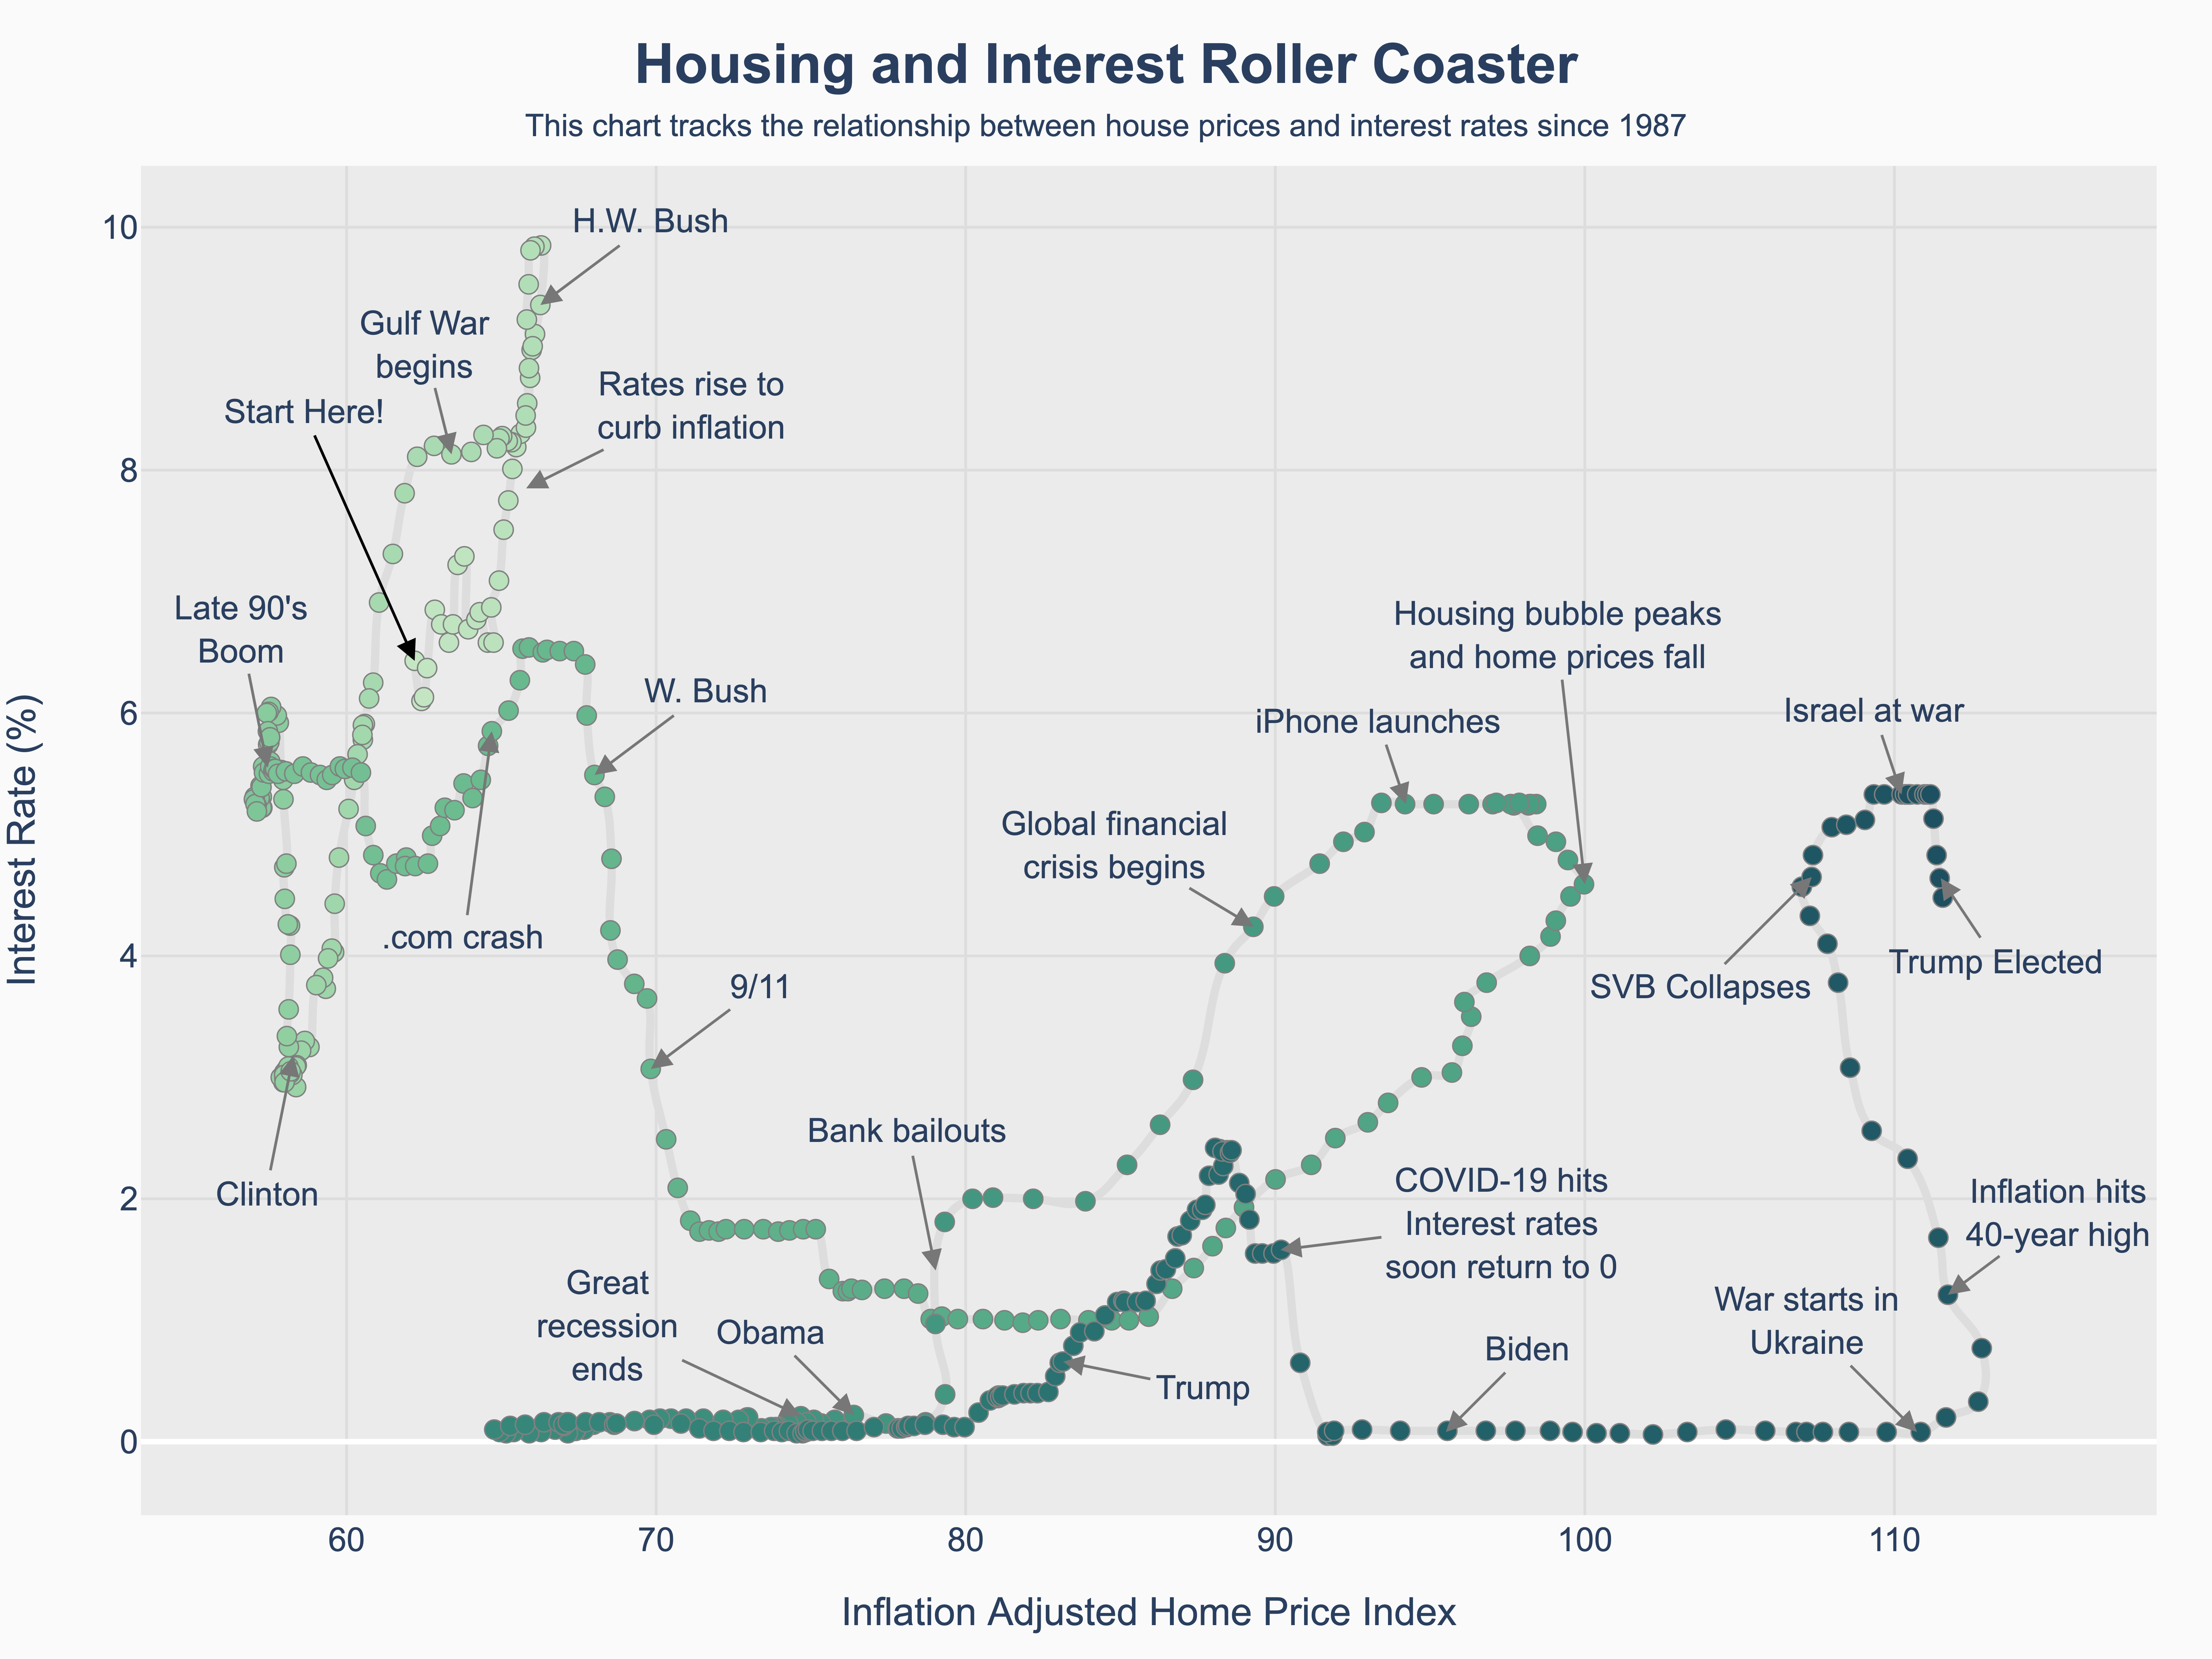 Housing and Interest Roller Coaster
This chart tracks the relationship between house prices and interest rates since 1987
10
8
6
4
2
0
Interest Rate (%)
H.W. Bush
Gulf War
begins
Rates rise to
curb inflation
Start Here!
Late 90's
Boom
Housing bubble peaks
and home prices fall
W. Bush
iPhone launches
Israel at war
Global financial
crisis begins
.com crash
Trump Elected
SVB Collapses
9/11
Bank bailouts
Clinton
COVID-19 hits
Interest rates
soon return to 0
Inflation hits
40-year high
Great
recession
ends
Obama
War starts in
Ukraine
Biden
Trump
60
70
80
90
100
110
Inflation Adjusted Home Price Index